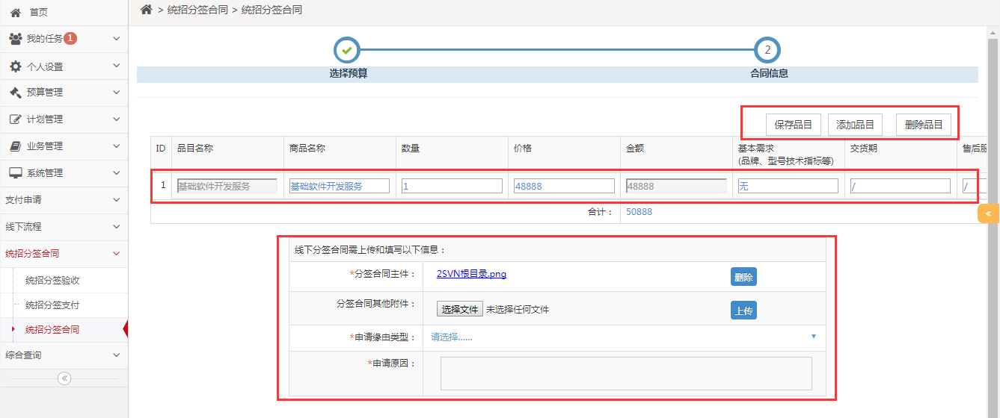 首页
我的任务 1
个人设置
预算管理
计划管理
业务管理
系统管理
支付申请
线下流程
统招分签合同
统招分签验收
统招分签支付
统招分签合同
综合查询
> 统招分签合同 > 统招分签合同
2
选择预算 合同信息
保存品目 添加品目 删除品目
ID 品目名称 商品名称 数量 价格 金额 基本需求 交货期 售后服
(品牌、型号技术指标等)
1 基础软件开发服务 基础软件开发服务 1 48888 48888 无 / /
合计： 50888
线下分签合同需上传和填写以下信息：
*分签合同主件： 2SVN根目录.png 删除
分签合同其他附件： 选择文件 未选择任何文件 上传
*申请缘由类型： 请选择......
*申请原因：